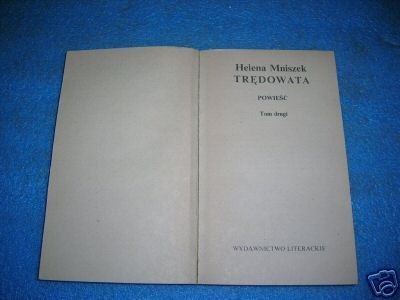 Helena Mniszek
TRĘDOWATA
POWIEŚĆ
Tom drugi
WYDAWNICTWO LITERACKIE